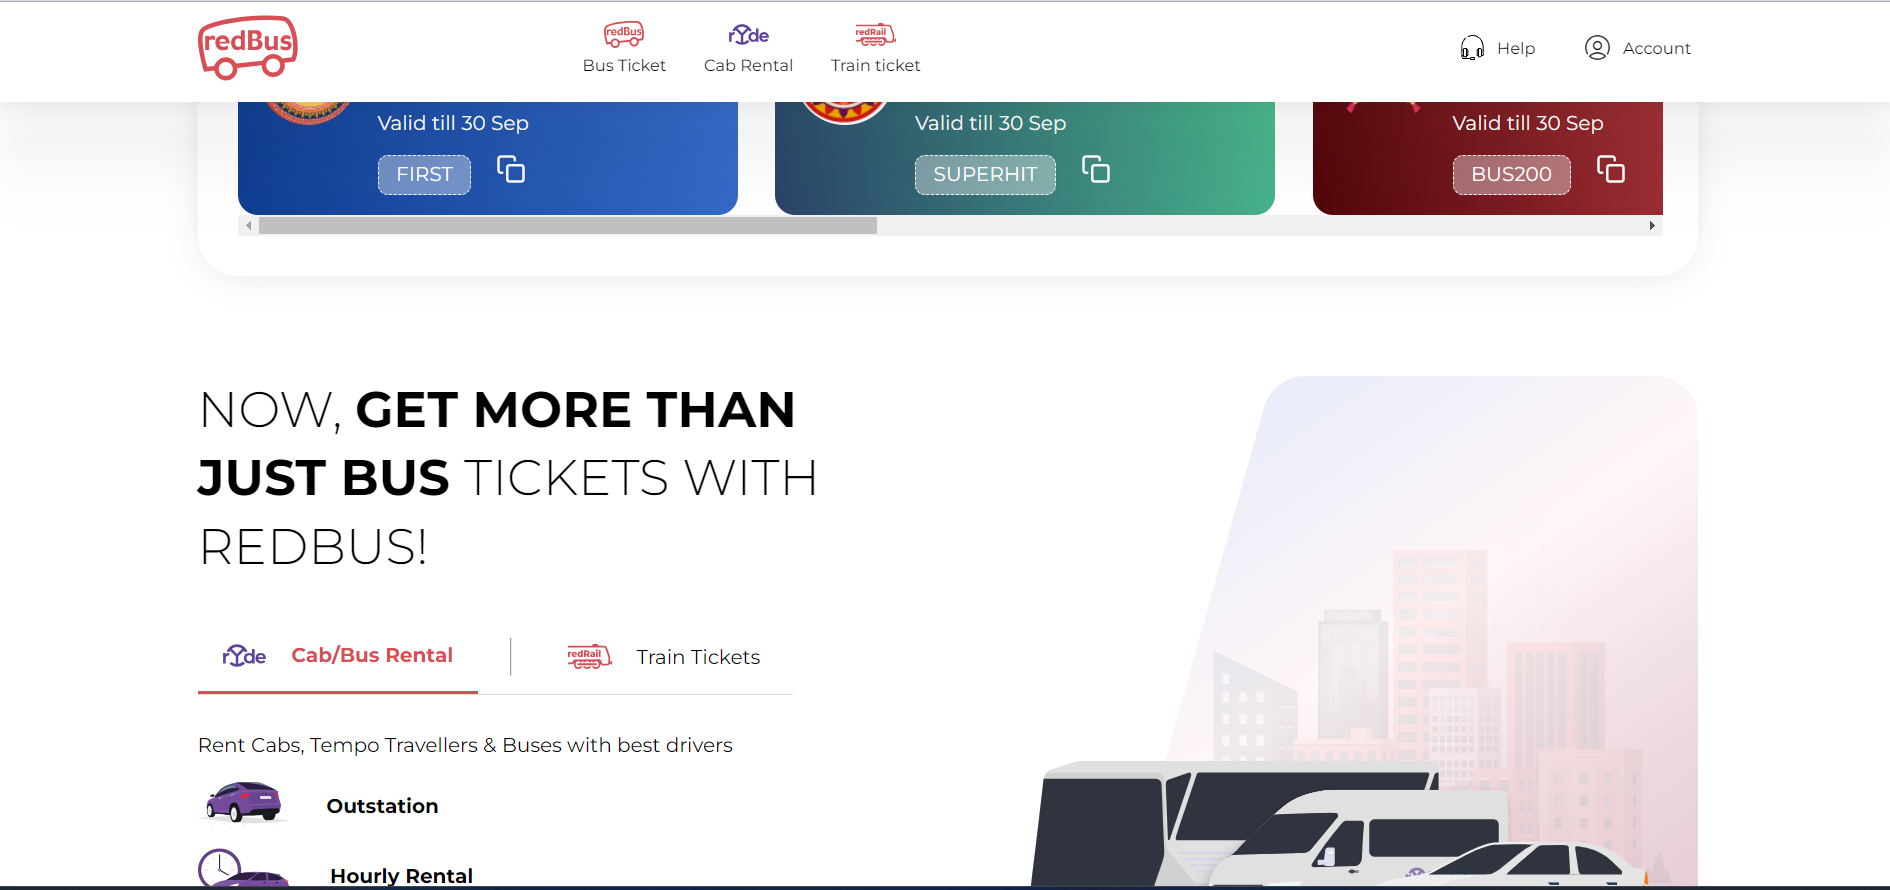 redBus
redBus
Bus Ticket
rYde
Cab Rental
redRail
Train ticket
Help
Account
Valid till 30 Sep
FIRST
Valid till 30 Sep
SUPERHIT
Valid till 30 Sep
BUS200
NOW, GET MORE THAN
JUST BUS TICKETS WITH
REDBUS!
rYde Cab/Bus Rental
redRail Train Tickets
Rent Cabs, Tempo Travellers & Buses with best drivers
Outstation
Hourly Rental